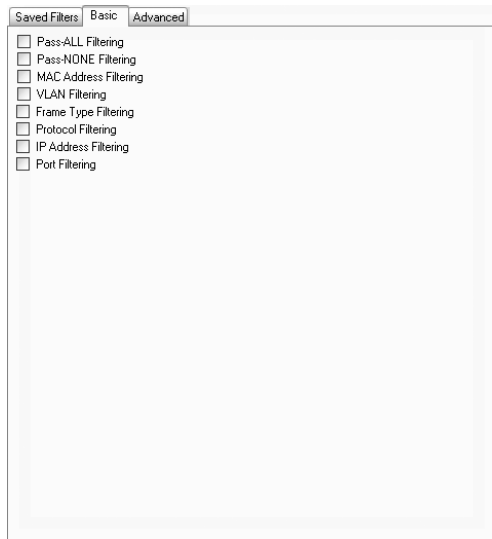 Saved Filters Basic Advanced
Pass-ALL Filtering
Pass-NONE Filtering
MAC Address Filtering
VLAN Filtering
Frame Type Filtering
Protocol Filtering
IP Address Filtering
Port Filtering